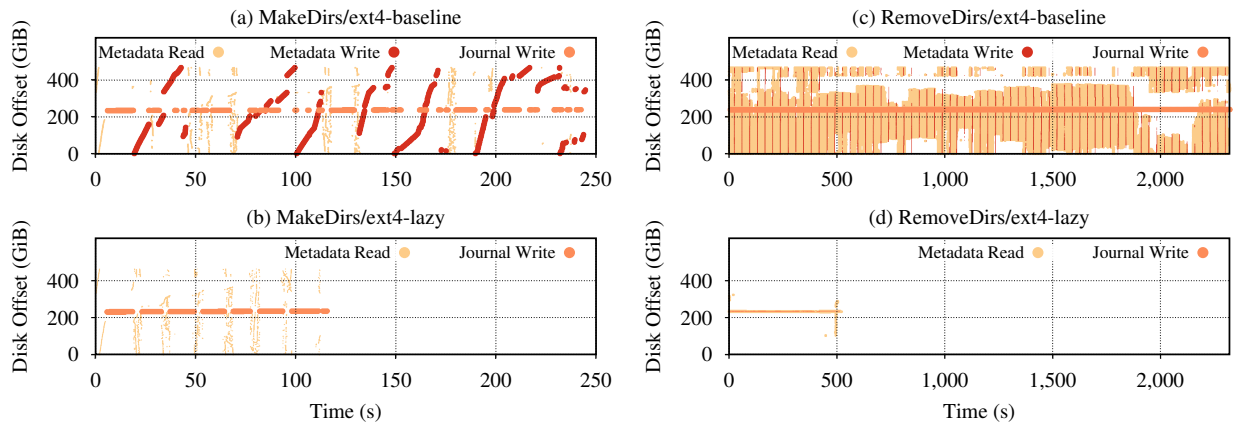 (a) MakeDirs/ext4-baseline
Disk Offset (GiB)
Metadata Read Metadata Write Journal Write
400
200
0
0 50 100 150 200 250
(c) RemoveDirs/ext4-baseline
Disk Offset (GiB)
Metadata Read Metadata Write Journal Write
400
200
0
0 500 1,000 1,500 2,000
(b) MakeDirs/ext4-lazy
Disk Offset (GiB)
Metadata Read Journal Write
400
200
0
0 50 100 150 200 250
Time (s)
(d) RemoveDirs/ext4-lazy
Disk Offset (GiB)
Metadata Read Journal Write
400
200
0
0 500 1,000 1,500 2,000
Time (s)